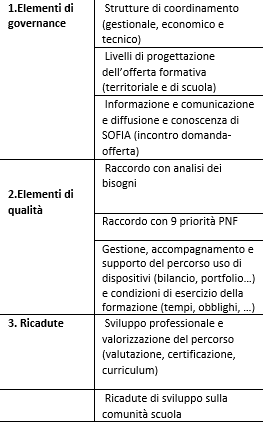 1.Elementi di
governance
Strutture di coordinamento
(gestionale, economico e
tecnico)
Livelli di progettazione
dell'offerta formativa
(territoriale e di scuola)
Informazione e comunicazione
e diffusione e conoscenza di
SOFIA (incontro domanda-
offerta)
2.Elementi di
qualità
Raccordo con analisi dei
bisogni
Raccordo con 9 priorità PNF
Gestione, accompagnamento e
supporto del percorso uso di
dispositivi (bilancio, portfolio...)
e condizioni di esercizio della
formazione (tempi, obblighi, ...)
3. Ricadute
Sviluppo professionale e
valorizzazione del percorso
(valutazione, certificazione,
curriculum)
Ricadute di sviluppo sulla
comunità scuola